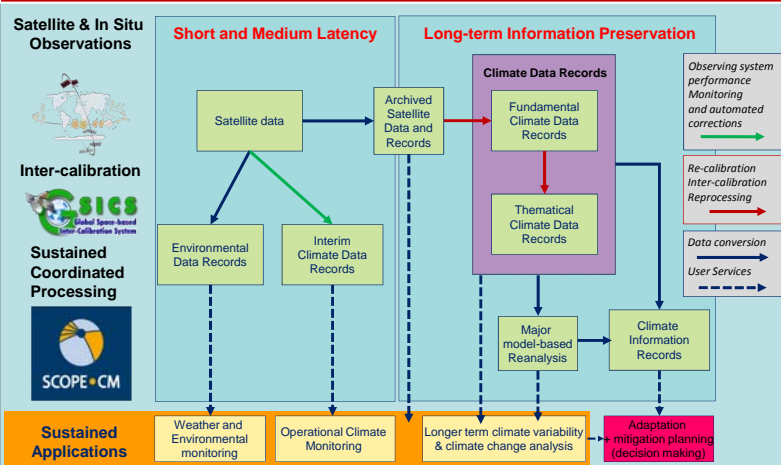 Satellite & In Situ
Observations
Inter-calibration
GSICS
Global Space-based
Inter-Calibration System
Sustained
Coordinated
Processing
SCOPE•CM
Short and Medium Latency
Satellite data
Environmental
Data Records
Interim
Climate Data
Records
Long-term Information Preservation
Archived
Satellite
Data and
Records
Climate Data Records
Fundamental
Climate Data
Records
Thematical
Climate Data
Records
Major
model-based
Reanalysis
Climate
Information
Records
Observing system
performance
Monitoring
and automated
corrections
Re-calibration
Inter-calibration
Reprocessing
Data conversion
User Services
Sustained
Applications
Weather and
Environmental
monitoring
Operational Climate
Monitoring
Longer term climate variability
& climate change analysis
Adaptation
+ mitigation planning
(decision making)